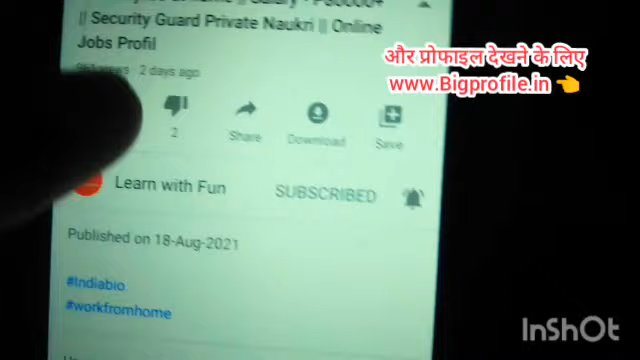 || Security Guard Private Naukri || Online
Jobs Profil
2 days ago
2
Share
Download
Save
Learn with Fun
SUBSCRIBED
Published on 18-Aug-2021
#Indiabio
#workfromhome
और प्रोफाइल देखने के लिए
www.Bigprofile.in 👈
InShOt